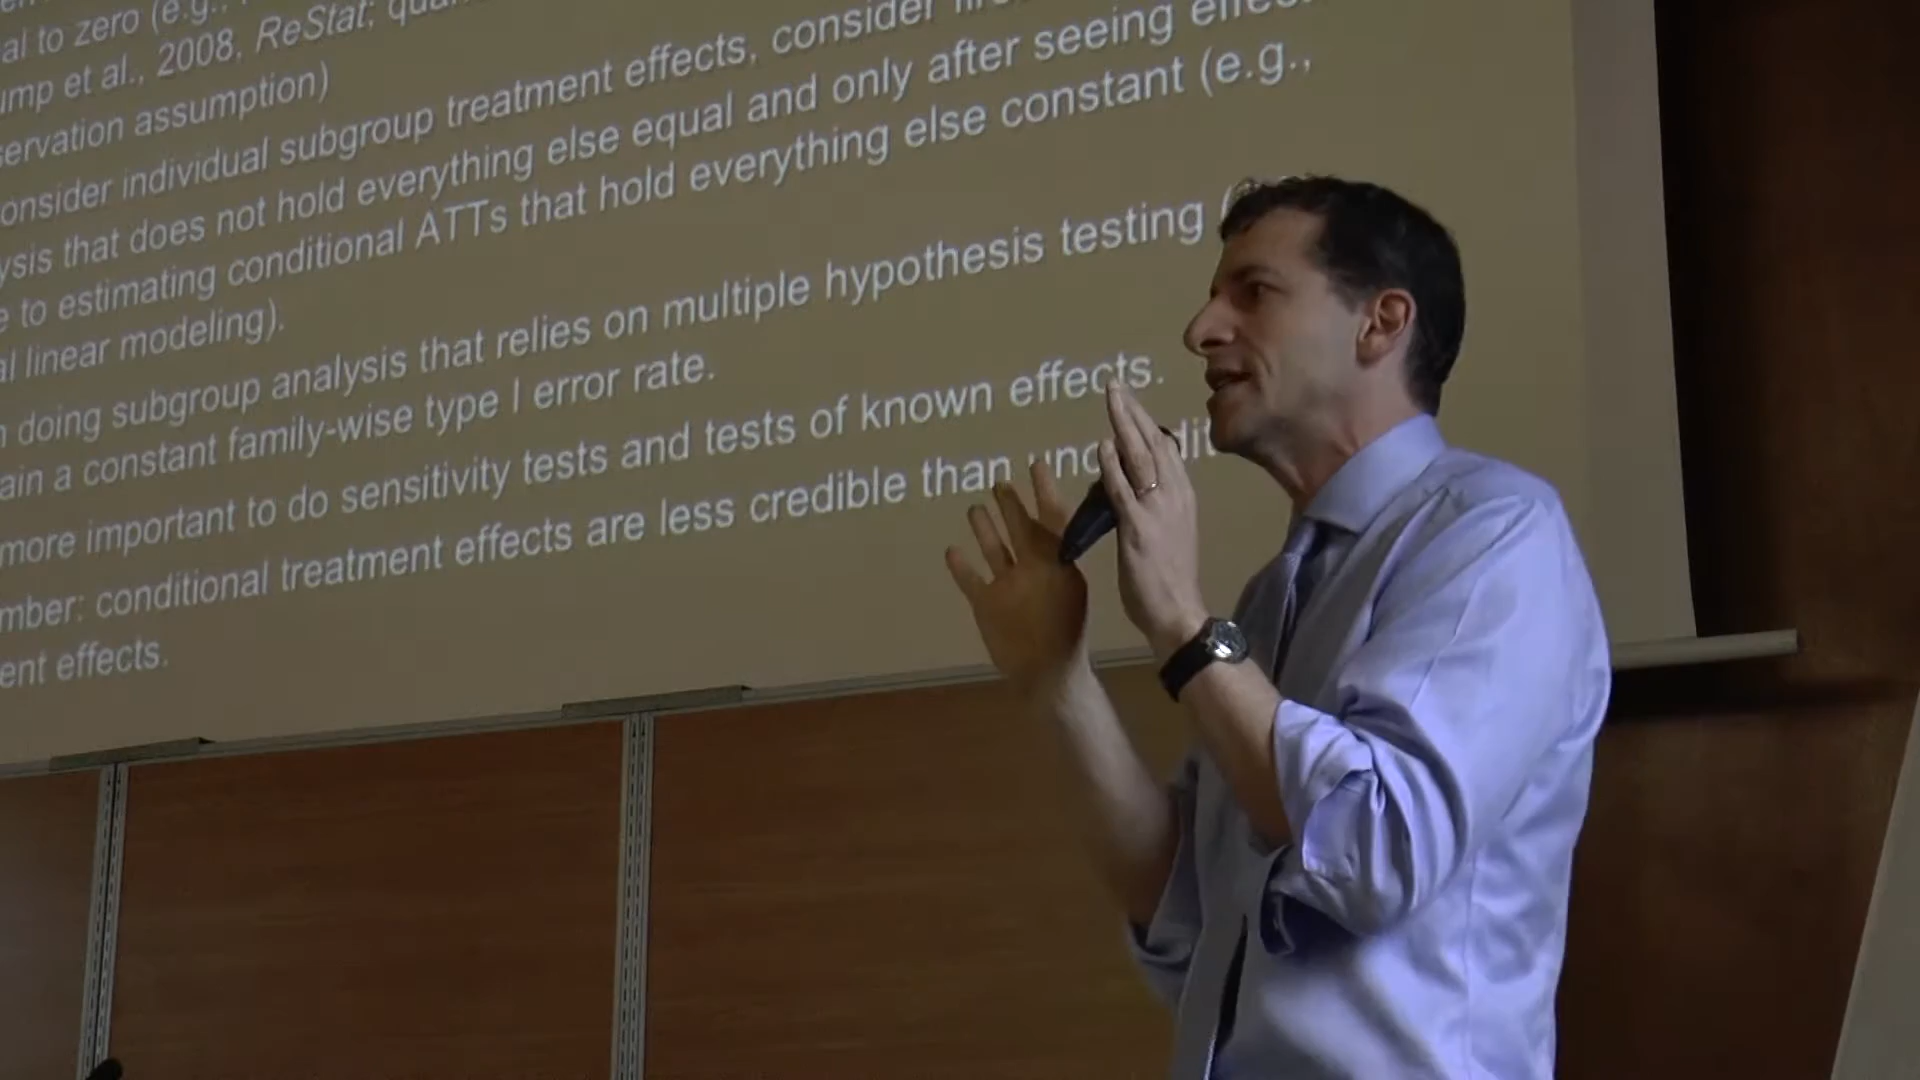 al to zero (e.g.,
ump et al., 2008, ReStat;
servation assumption)
onsider individual subgroup treatment effects, consider
ysis that does not hold everything else equal and only after seeing
e to estimating conditional ATTs that hold everything else constant (e.g.,
al linear modeling).
doing subgroup analysis that relies on multiple hypothesis testing
ain a constant family-wise type I error rate.
more important to do sensitivity tests and tests of known effects.
mber: conditional treatment effects are less credible than
ent effects.